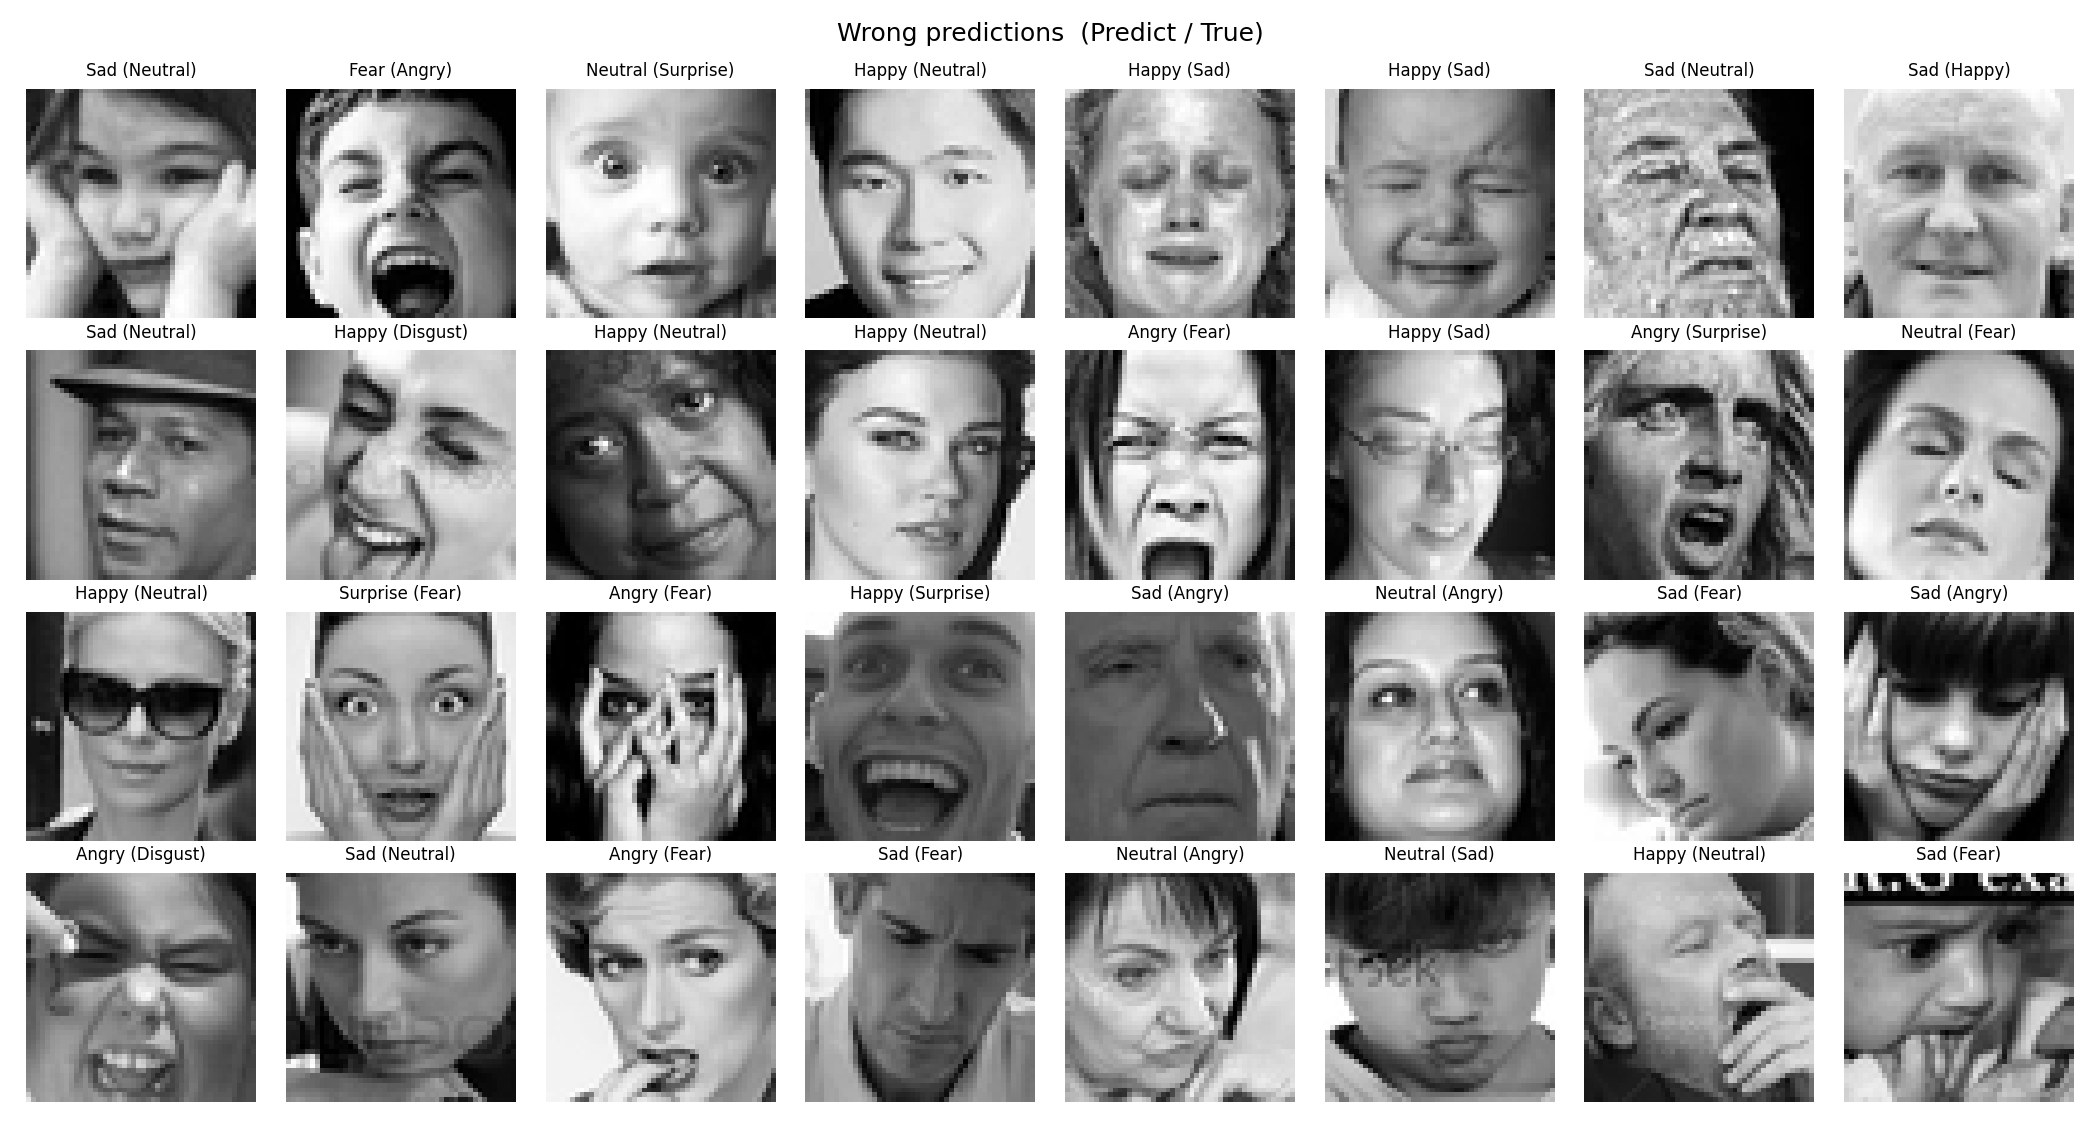 Wrong predictions  (Predict / True)
Sad (Neutral)
Fear (Angry)
Neutral (Surprise)
Happy (Neutral)
Happy (Sad)
Happy (Sad)
Sad (Neutral)
Sad (Happy)
Sad (Neutral)
Happy (Disgust)
Happy (Neutral)
Happy (Neutral)
Angry (Fear)
Happy (Sad)
Angry (Surprise)
Neutral (Fear)
Happy (Neutral)
Surprise (Fear)
Angry (Fear)
Happy (Surprise)
Sad (Angry)
Neutral (Angry)
Sad (Fear)
Sad (Angry)
Angry (Disgust)
Sad (Neutral)
Angry (Fear)
Sad (Fear)
Neutral (Angry)
Neutral (Sad)
Happy (Neutral)
Sad (Fear)